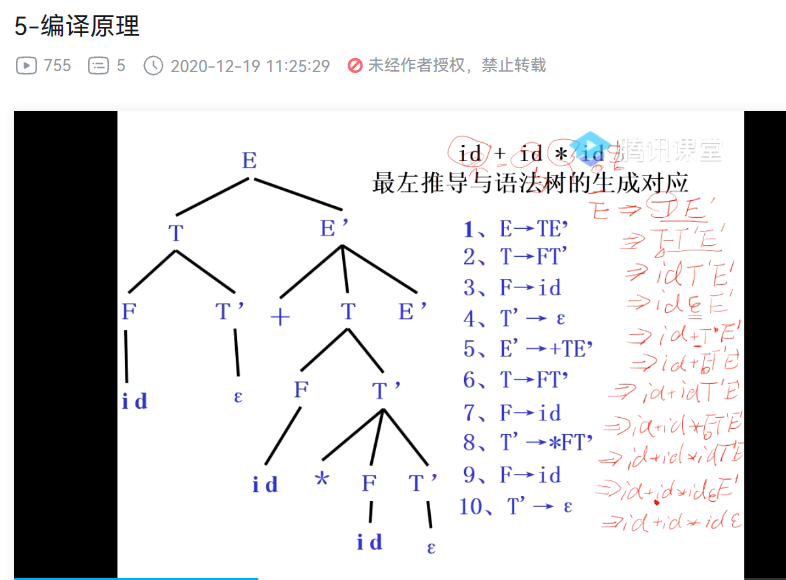 5-编译原理
755 5 2020-12-19 11:25:29 未经作者授权，禁止转载
id + id * id
腾讯课堂
最左推导与语法树的生成对应
E
T E'
F T' + T E'
id ε F T'
id * F T'
id ε
1、E→TE'
2、T→FT'
3、F→id
4、T'→ε
5、E'→+TE'
6、T→FT'
7、F→id
8、T'→*FT'
9、F→id
10、T'→ε
E ⇒ TE'
⇒ FT'E'
⇒ idT'E'
⇒ idεE'
⇒ id+T'E'
⇒ id+FT'E'
⇒ id+idT'E'
⇒ id+id*FT'E'
⇒ id+id*idT'E'
⇒ id+id*idεE'
⇒ id+id*idε